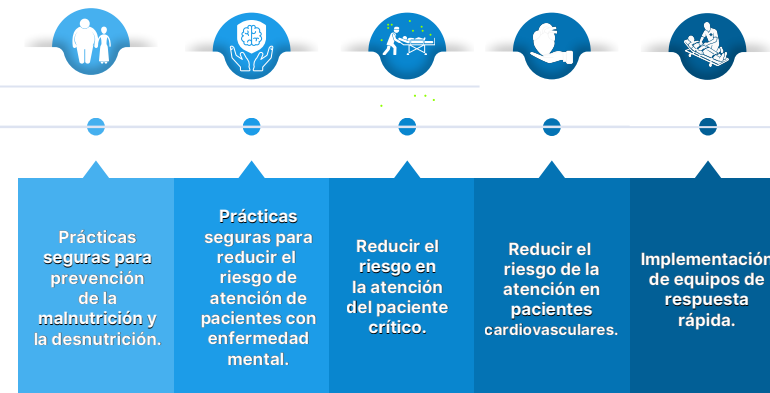 Prácticas
seguras para
prevención
de la
malnutrición y
la desnutrición.
Prácticas
seguras para
reducir el
riesgo de
atención de
pacientes con
enfermedad
mental.
Reducir el
riesgo en
la atención
del paciente
crítico.
Reducir el
riesgo de la
atención en
pacientes
cardiovasculares.
Implementación
de equipos de
respuesta
rápida.